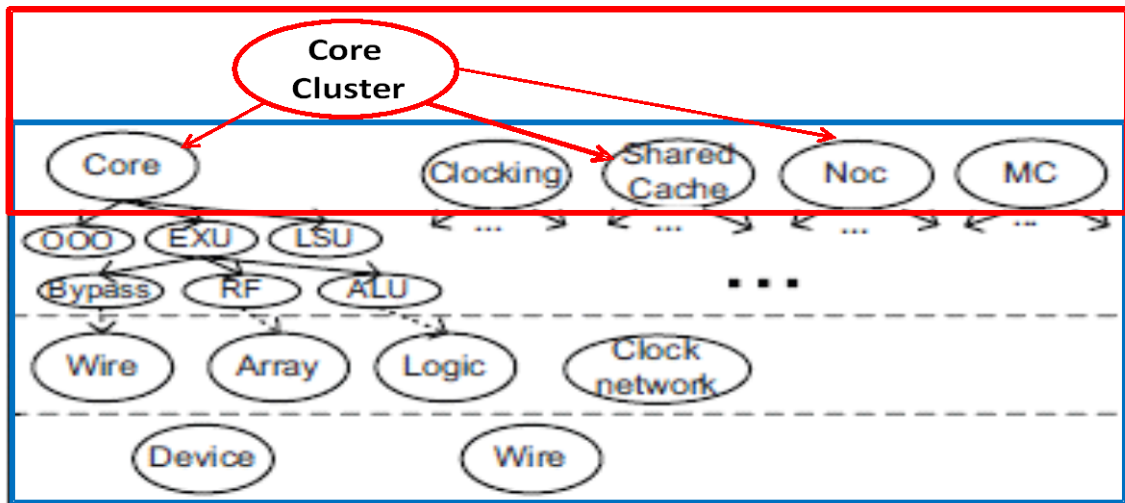 Core
Cluster
Core
Clocking
Shared
Cache
Noc
MC
OOO
EXU
LSU
...
...
...
...
Bypass
RF
ALU
...
Wire
Array
Logic
Clock
network
Device
Wire